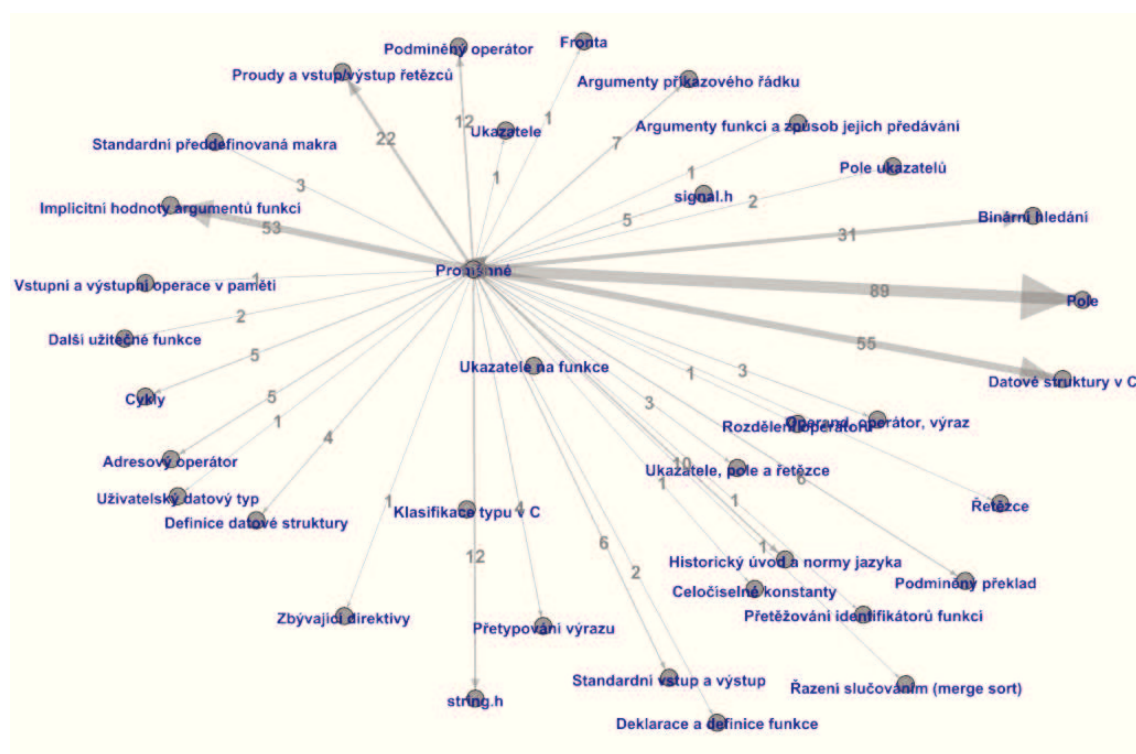 Podmíněný operátor
Fronta
Proudy a vstup/výstup řetězců
Argumenty příkazového řádku
12
1
Ukazatele
Argumenty funkcí a způsob jejich předávání
22
7
Standardní předdefinovaná makra
1
Pole ukazatelů
3
1
signal.h
2
Implicitní hodnoty argumentů funkcí
5
Binární hledání
53
31
Proměnné
Vstupní a výstupní operace v paměti
1
89
Pole
2
Další užitečné funkce
55
5
Ukazatele na funkce
1
3
Datové struktury v C
Cykly
5
3
1
Rozdělení operátorů
Operand, operátor, výraz
4
Adresový operátor
10
Ukazatele, pole a řetězce
6
Uživatelský datový typ
1
4
1
1
Řetězce
Definice datové struktury
Klasifikace typu v C
12
6
1
2
Historický úvod a normy jazyka
Podmíněný překlad
Celočíselné konstanty
Zbývající direktivy
Přetypování výrazu
Přetěžování identifikátorů funkcí
Standardní vstup a výstup
Řazení slučováním (merge sort)
string.h
Deklarace a definice funkce